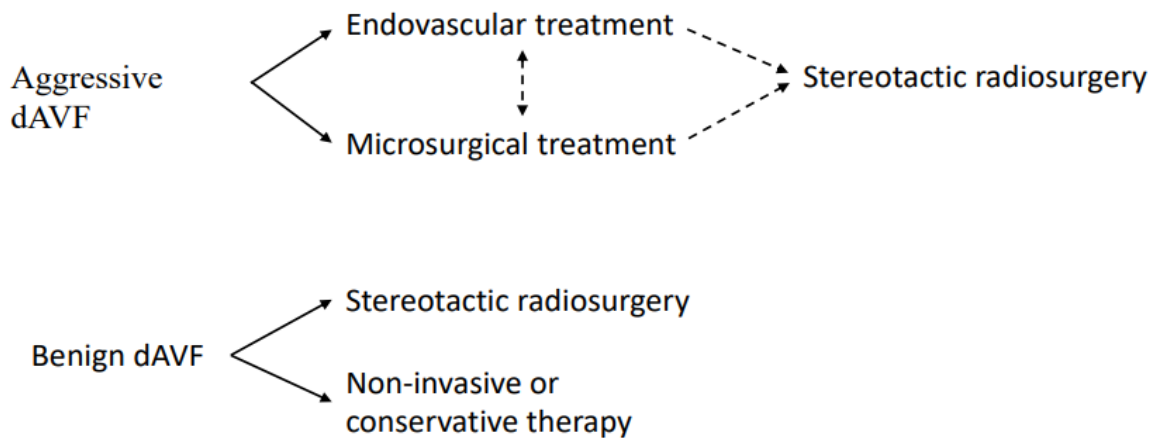 Endovascular treatment
Aggressive
dAVF
Stereotactic radiosurgery
Microsurgical treatment
Stereotactic radiosurgery
Benign dAVF
Non-invasive or
conservative therapy